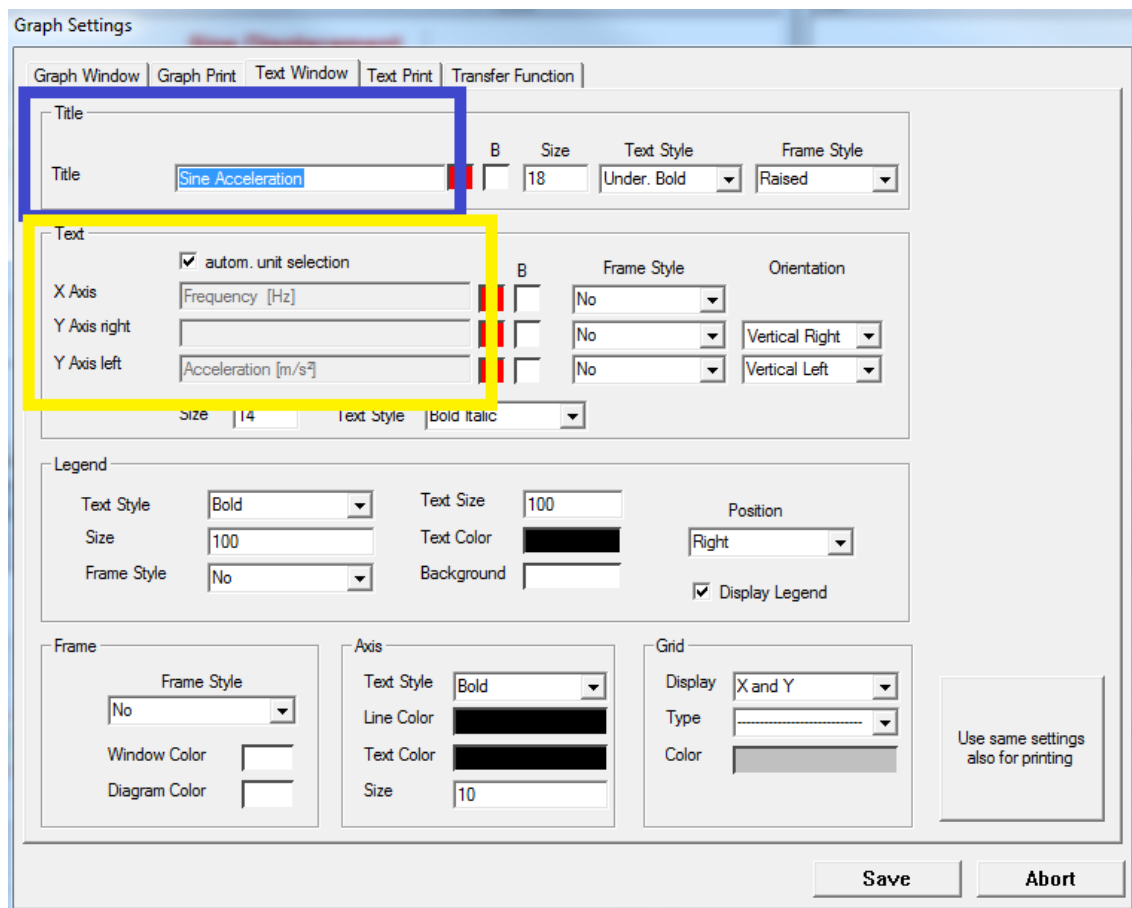 Graph Settings
Sine Displacement
Graph Window Graph Print Text Window Text Print Transfer Function
Title
B Size Text Style Frame Style
Title Sine Acceleration 18 Under. Bold Raised
Text
autom. unit selection
B Frame Style Orientation
X Axis Frequency [Hz] No
Y Axis right No Vertical Right
Y Axis left Acceleration [m/s²] No Vertical Left
Size 14 Text Style Bold Italic
Legend
Text Style Bold Text Size 100 Position
Size 100 Text Color Right
Frame Style No Background
Display Legend
Frame Axis Grid
Frame Style Text Style Bold Display X and Y
No Line Color Type
Window Color Text Color Color
Diagram Color Size 10
Use same settings
also for printing
Save Abort